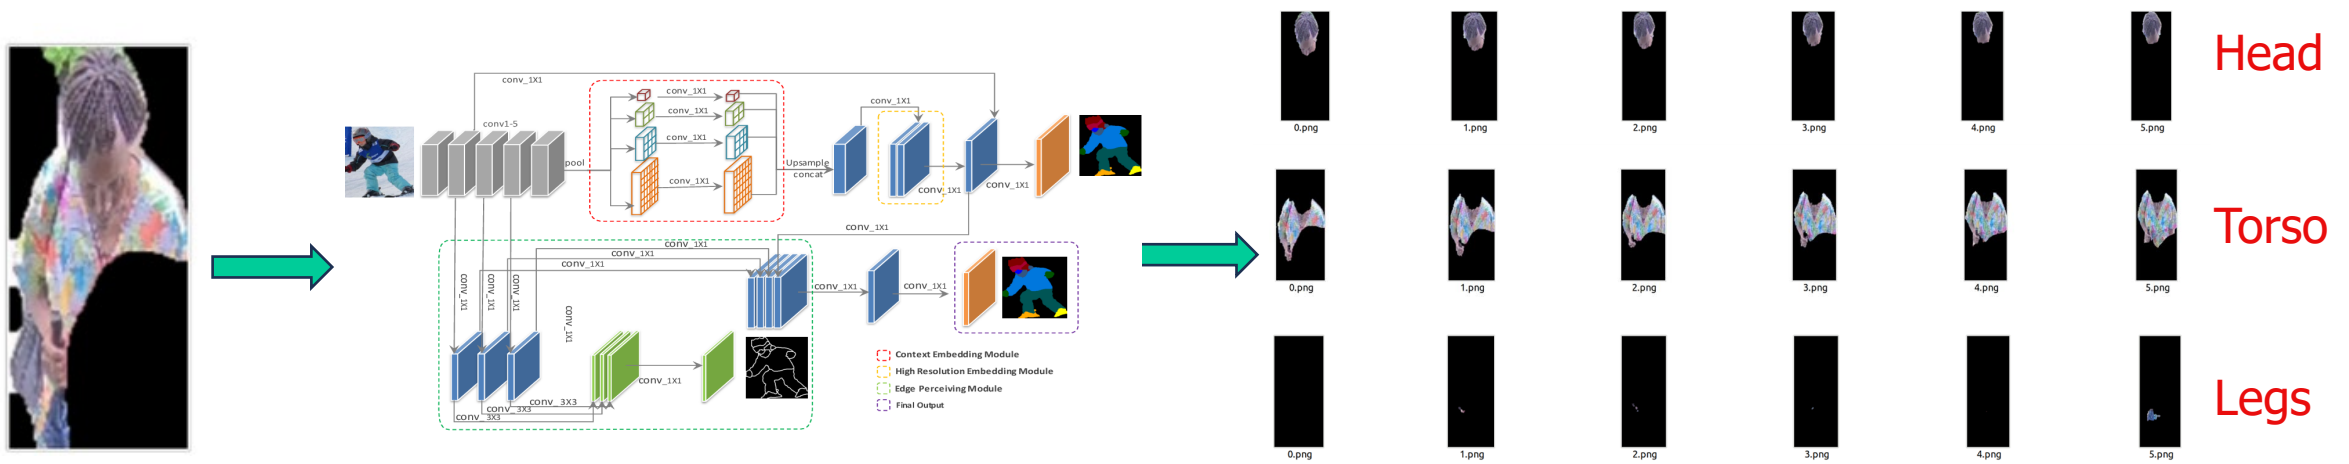 conv_1X1
conv1-5
pool
conv_1X1
conv_1X1
conv_1X1
conv_1X1
Upsample
concat
conv_1X1
conv_1X1
conv_1X1
conv_1X1
conv_1X1
conv_1X1
conv_1X1
conv_1X1
conv_1X1
conv_1X1
conv_1X1
conv_1X1
conv_1X1
conv_1X1
conv_3X3
conv_3X3
conv_3X3
Context Embedding Module
High Resolution Embedding Module
Edge Perceiving Module
Final Output
0.png
1.png
2.png
3.png
4.png
5.png
Head
0.png
1.png
2.png
3.png
4.png
5.png
Torso
0.png
1.png
2.png
3.png
4.png
5.png
Legs